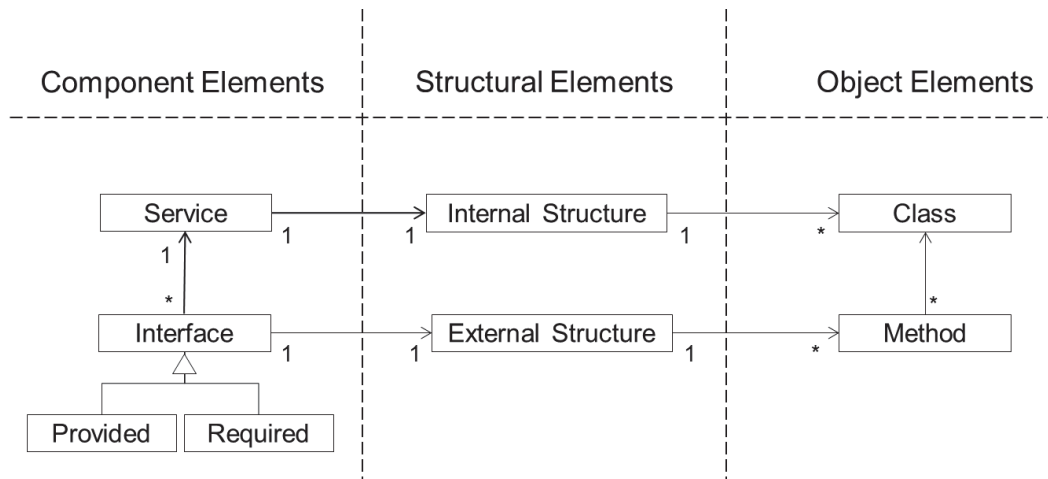 Component Elements
Structural Elements
Object Elements
Service
Internal Structure
Class
1
1
1
1
*
*
*
Interface
External Structure
Method
1
1
1
*
Provided
Required